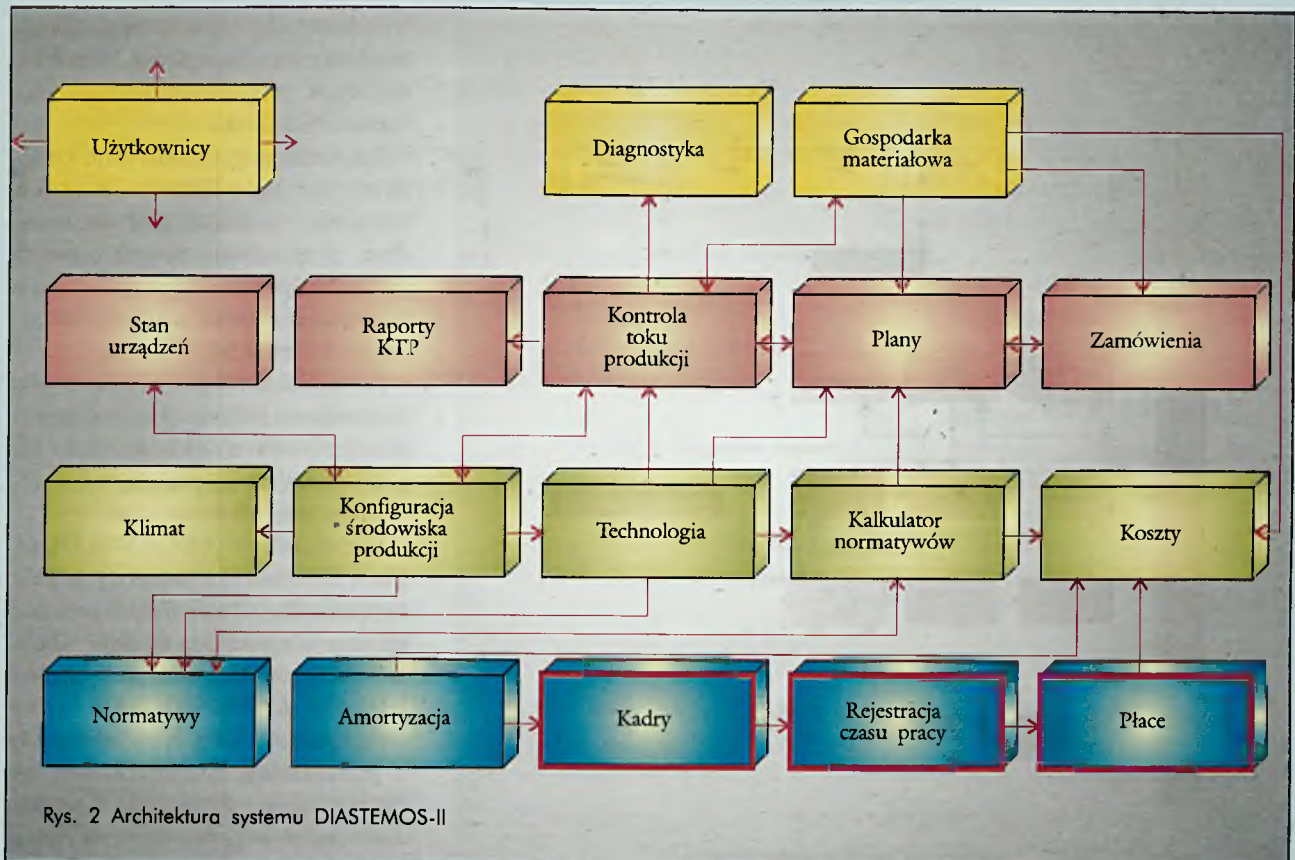 Użytkownicy
Diagnostyka
Gospodarka
materiałowa
Stan
urządzeń
Raporty
KTP
Kontrola
toku
produkcji
Plany
Zamówienia
Klimat
Konfiguracja
środowiska
produkcji
Technologia
Kalkulator
normatywów
Koszty
Normatywy
Amortyzacja
Kadry
Rejestracja
czasu pracy
Płace
Rys. 2 Architektura systemu DIASTEMOS-II